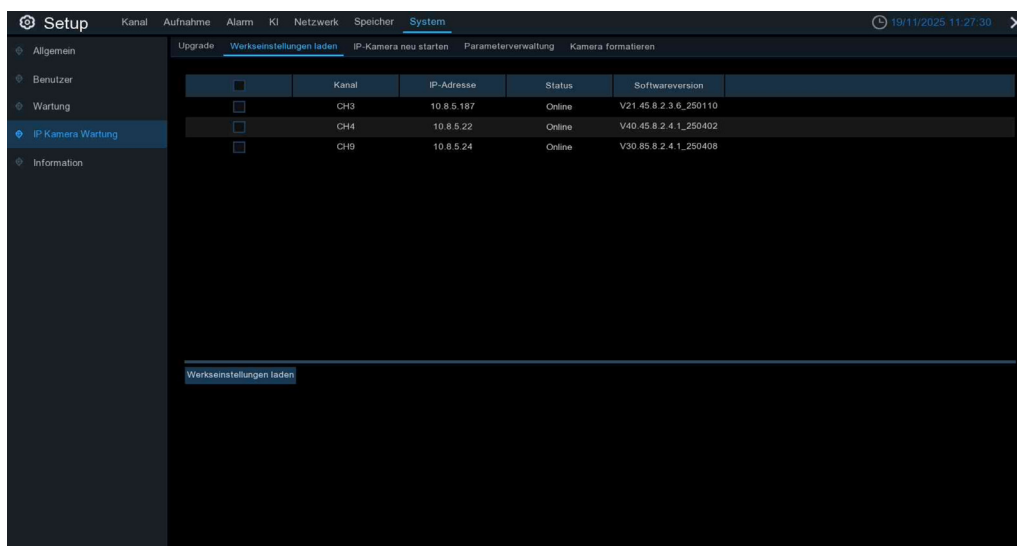 Setup Kanal Aufnahme Alarm KI Netzwerk Speicher System 19/11/2025 11:27:30
Allgemein
Benutzer
Wartung
IP Kamera Wartung
Information
Upgrade Werkseinstellungen laden IP-Kamera neu starten Parameterverwaltung Kamera formatieren
Kanal IP-Adresse Status Softwareversion
CH3 10.8.5.187 Online V21.45.8.2.3.6_250110
CH4 10.8.5.22 Online V40.45.8.2.4.1_250402
CH9 10.8.5.24 Online V30.85.8.2.4.1_250408
Werkseinstellungen laden